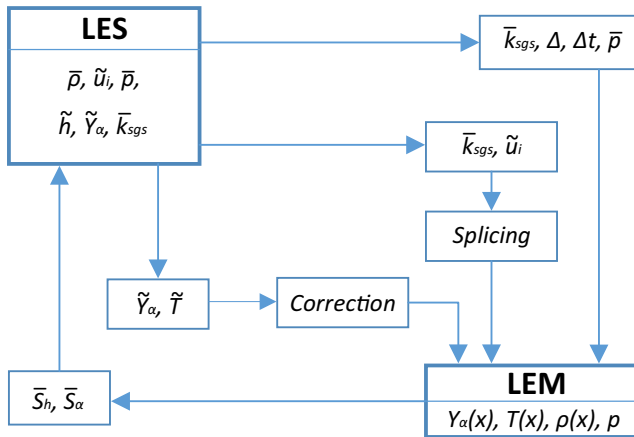 LES
ρ̅, ũᵢ, p̅,
h̃, Ỹα, k̅sgs
k̅sgs, Δ, Δt, p̅
k̅sgs, ũᵢ
Splicing
Ỹα, T̃
Correction
LEM
Yα(x), T(x), ρ(x), p
S̅h, S̅α